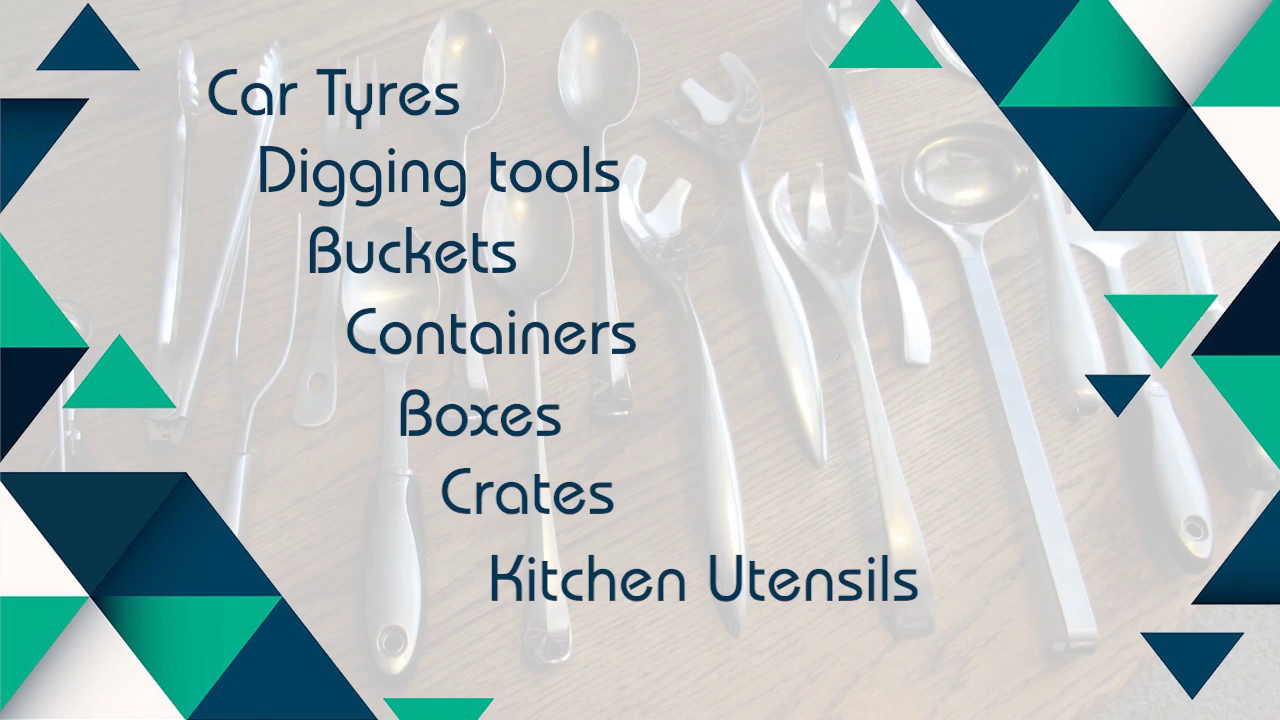 Car Tyres
Digging tools
Buckets
Containers
Boxes
Crates
Kitchen Utensils